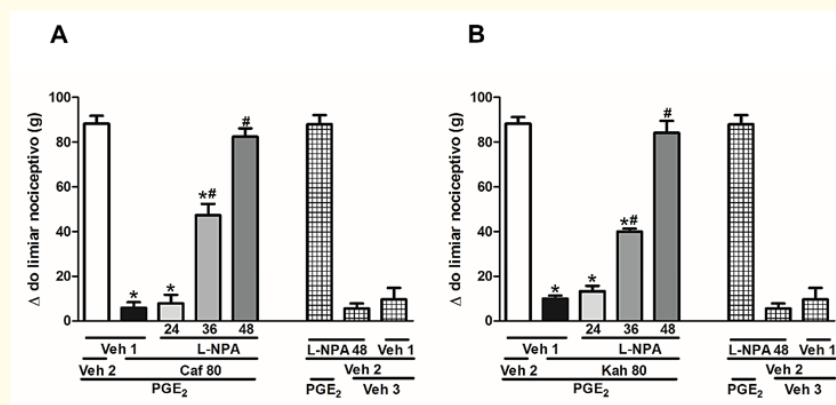 A
Δ do limiar nociceptivo (g)
100
80
60
40
20
0
* * *# #
24 36 48
Veh 1 L-NPA
Veh 2 Caf 80
PGE₂
L-NPA 48 Veh 1
Veh 2
PGE₂ Veh 3
B
Δ do limiar nociceptivo (g)
100
80
60
40
20
0
* * *# #
24 36 48
Veh 1 L-NPA
Veh 2 Kah 80
PGE₂
L-NPA 48 Veh 1
Veh 2
PGE₂ Veh 3